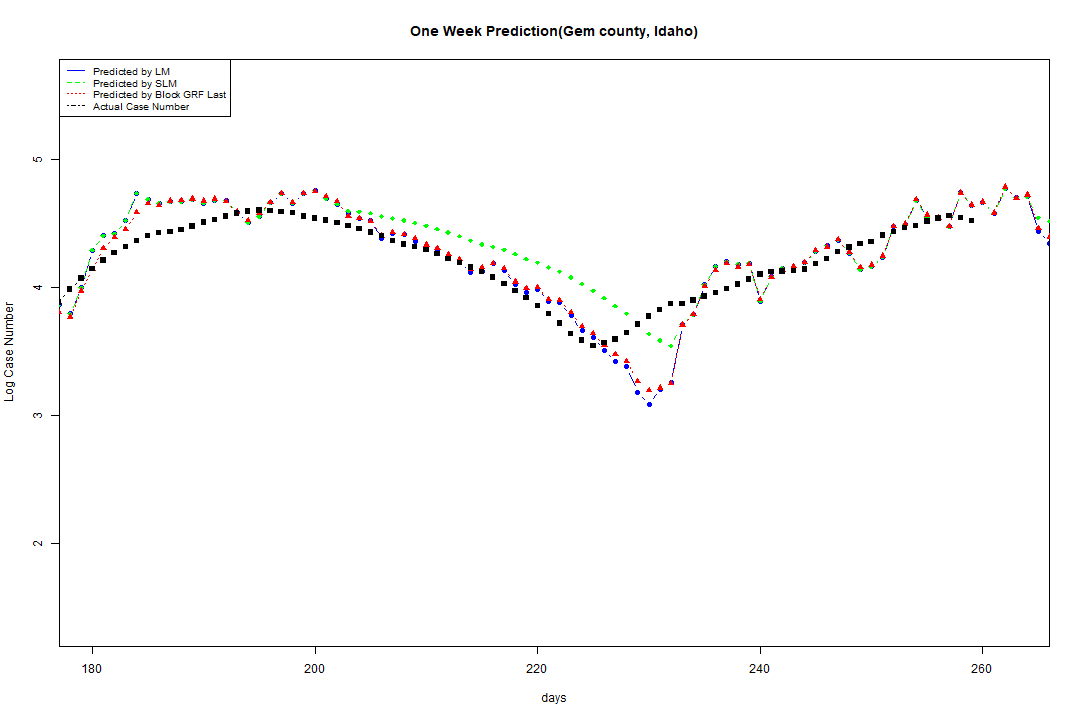 One Week Prediction(Gem county, Idaho)
Predicted by LM
Predicted by SLM
Predicted by Block GRF Last
Actual Case Number
5
4
3
2
Log Case Number
180 200 220 240 260
days